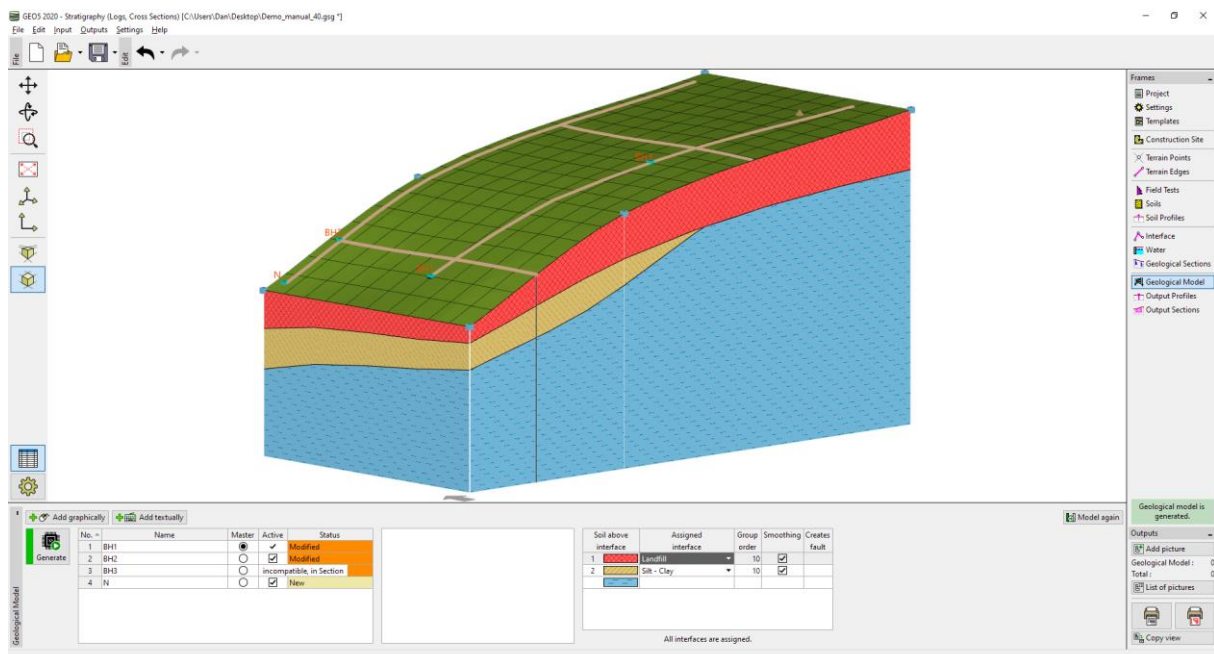 GEO5 2020 - Stratigraphy (Logs, Cross Sections) [C:\Users\Dan\Desktop\Demo_manual_40.gsg *]
File Edit Input Outputs Settings Help
File
Edit
Frames
Project
Settings
Templates
Construction Site
Terrain Points
Terrain Edges
Field Tests
Soils
Soil Profiles
Interface
Water
Geological Sections
Geological Model
Output Profiles
Output Sections
N
Geological model is
generated.
Outputs
Add picture
Geological Model : 0
Total : 0
List of pictures
Copy view
Geological Model
Add graphically Add textually Model again
Generate
No. Name Master Active Status
1 BH1 Modified
2 BH2 Modified
3 BH3 incompatible, in Section
4 N New
Soil above interface Assigned interface Group order Smoothing Creates fault
1 Landfill 10
2 Silt - Clay 10
All interfaces are assigned.